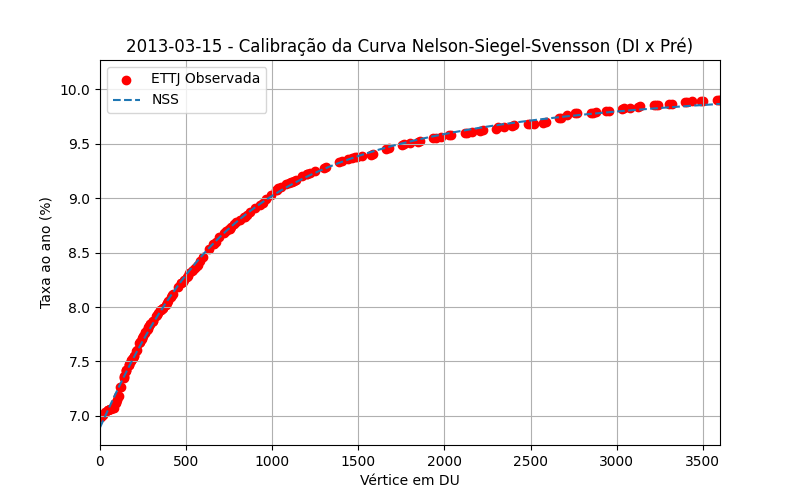 2013-03-15 - Calibração da Curva Nelson-Siegel-Svensson (DI x Pré)
ETTJ Observada
NSS
Taxa ao ano (%)
10.0
9.5
9.0
8.5
8.0
7.5
7.0
0 500 1000 1500 2000 2500 3000 3500
Vértice em DU